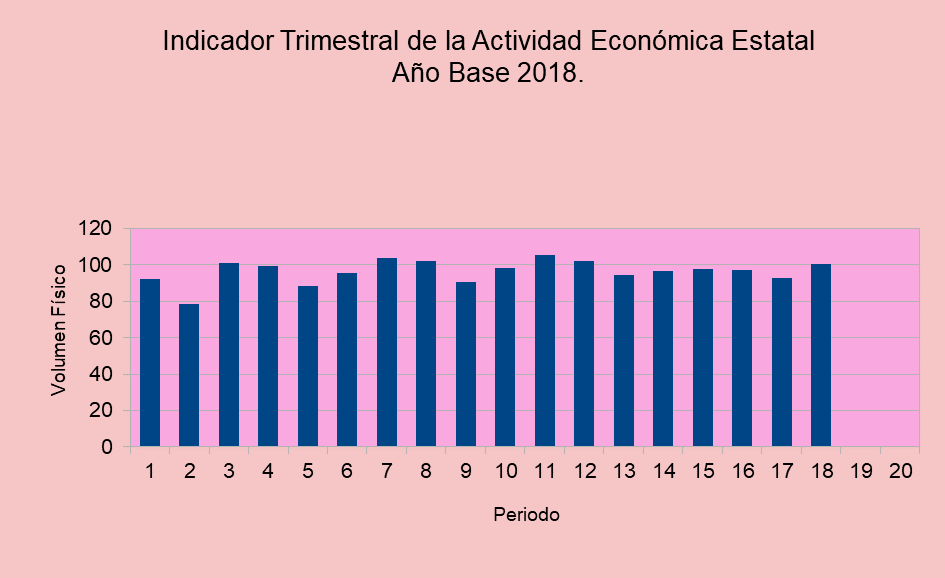 Indicador Trimestral de la Actividad Económica Estatal
Año Base 2018.
120
100
80
60
40
20
0
Volumen Físico
1 2 3 4 5 6 7 8 9 10 11 12 13 14 15 16 17 18 19 20
Periodo